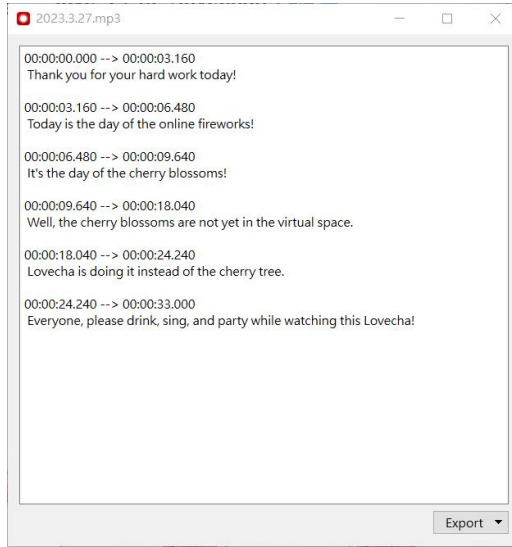 2023.3.27.mp3
00:00:00.000 --> 00:00:03.160
Thank you for your hard work today!
00:00:03.160 --> 00:00:06.480
Today is the day of the online fireworks!
00:00:06.480 --> 00:00:09.640
It's the day of the cherry blossoms!
00:00:09.640 --> 00:00:18.040
Well, the cherry blossoms are not yet in the virtual space.
00:00:18.040 --> 00:00:24.240
Lovecha is doing it instead of the cherry tree.
00:00:24.240 --> 00:00:33.000
Everyone, please drink, sing, and party while watching this Lovecha!
Export